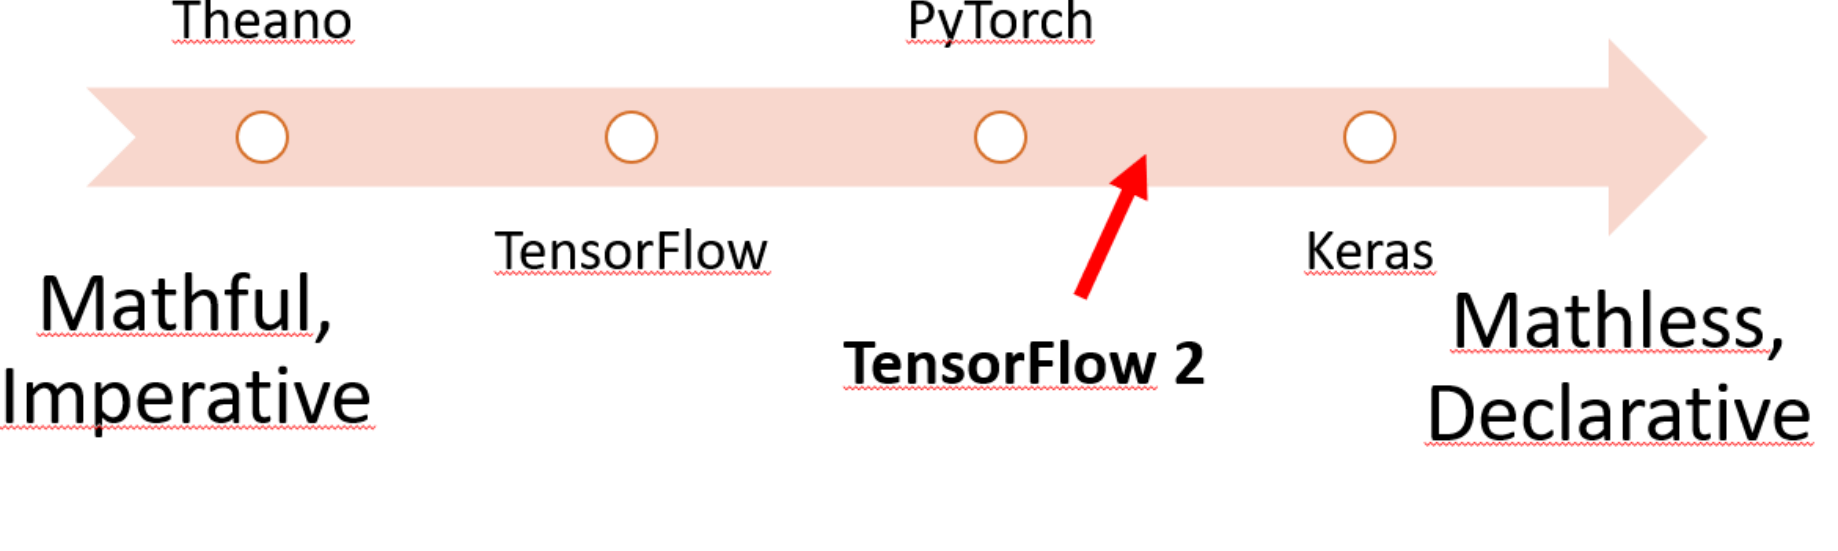 Theano
PyTorch
TensorFlow
Keras
Mathful,
Imperative
TensorFlow 2
Mathless,
Declarative